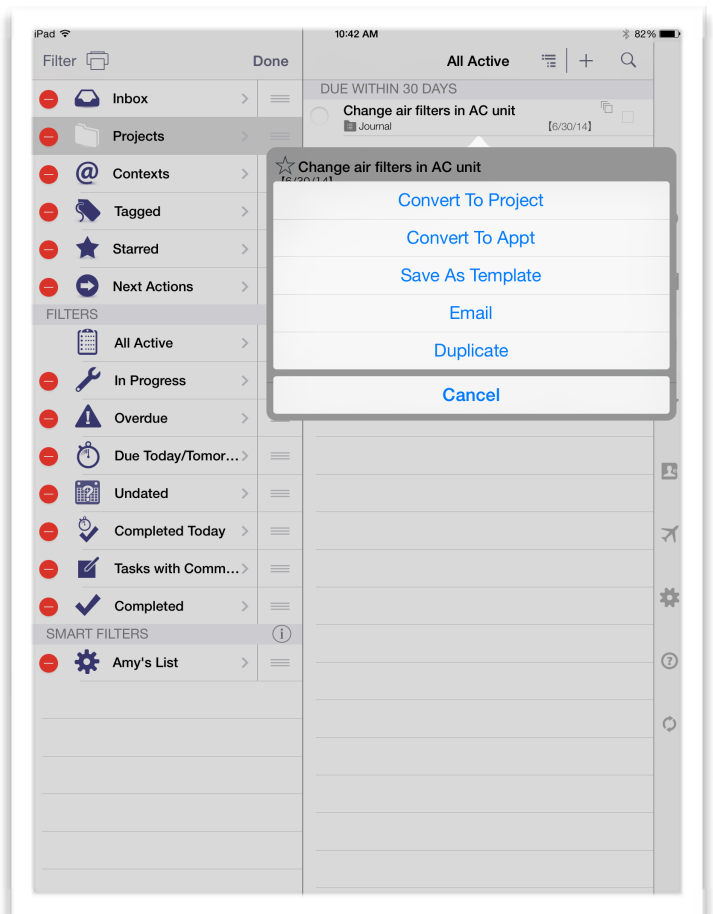 iPad
10:42 AM
82%
Filter
Done
All Active
Inbox
Projects
Contexts
Tagged
Starred
Next Actions
FILTERS
All Active
In Progress
Overdue
Due Today/Tomor...
Undated
Completed Today
Tasks with Comm...
Completed
SMART FILTERS
Amy's List
DUE WITHIN 30 DAYS
Change air filters in AC unit
Journal
【6/30/14】
Change air filters in AC unit
【6/30/14】
Convert To Project
Convert To Appt
Save As Template
Email
Duplicate
Cancel